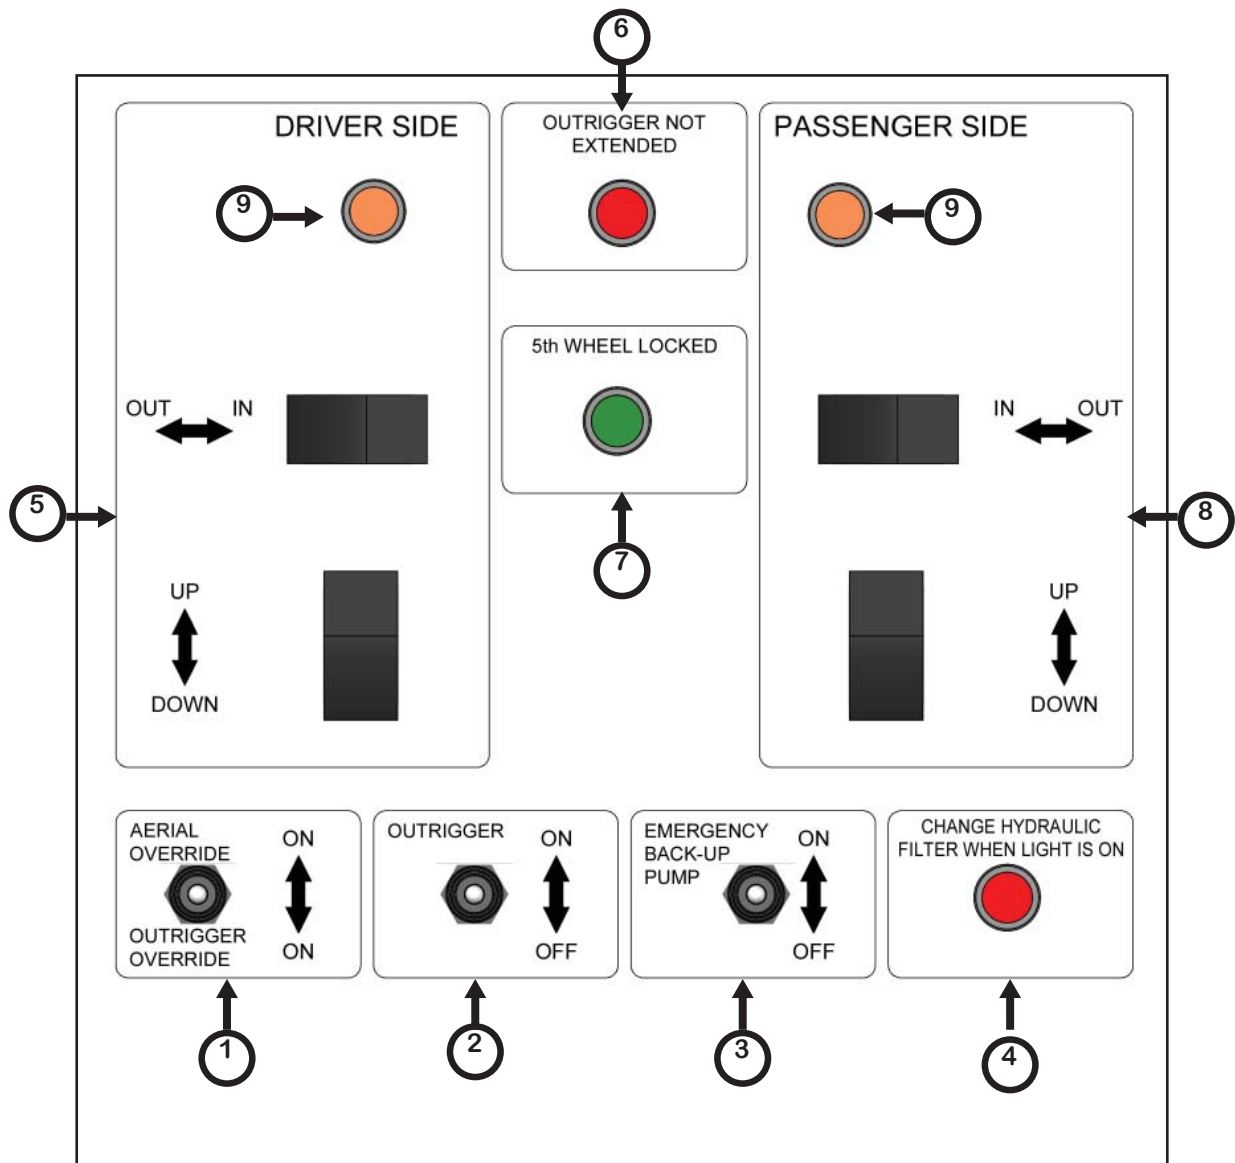 6
DRIVER SIDE
9
OUTRIGGER NOT
EXTENDED
PASSENGER SIDE
9
5th WHEEL LOCKED
OUT IN
IN OUT
5
7
8
UP
DOWN
UP
DOWN
AERIAL
OVERRIDE
ON
OUTRIGGER
OVERRIDE
ON
OUTRIGGER
ON
OFF
EMERGENCY
BACK-UP
PUMP
ON
OFF
CHANGE HYDRAULIC
FILTER WHEN LIGHT IS ON
1
2
3
4